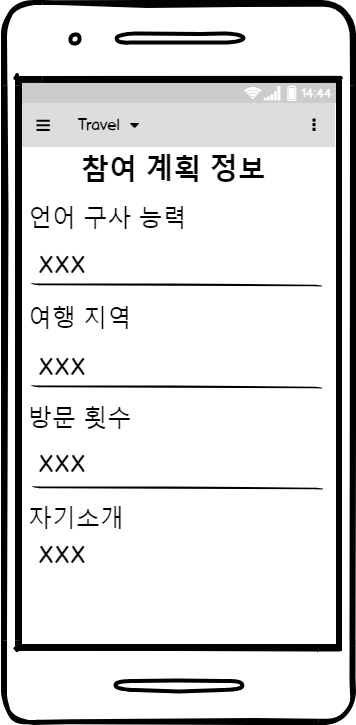 14:44
Travel
참여 계획 정보
언어 구사 능력
XXX
여행 지역
XXX
방문 횟수
XXX
자기소개
XXX